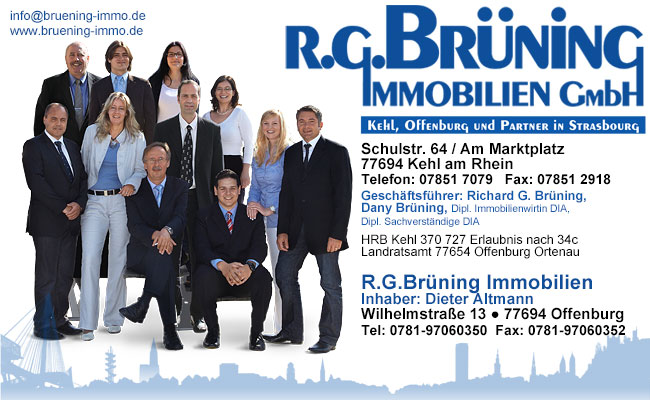 info@bruening-immo.de
www.bruening-immo.de
R.G.BRÜNING
IMMOBILIEN GmbH
Kehl, Offenburg und Partner in Strasbourg
Schulstr. 64 / Am Marktplatz
77694 Kehl am Rhein
Telefon: 07851 7079 Fax: 07851 2918
Geschäftsführer: Richard G. Brüning,
Dany Brüning, Dipl. Immobilienwirtin DIA,
Dipl. Sachverständige DIA
HRB Kehl 370 727 Erlaubnis nach 34c
Landratsamt 77654 Offenburg Ortenau
R.G.Brüning Immobilien
Inhaber: Dieter Altmann
Wilhelmstraße 13 ● 77694 Offenburg
Tel: 0781-97060350 Fax: 0781-97060352